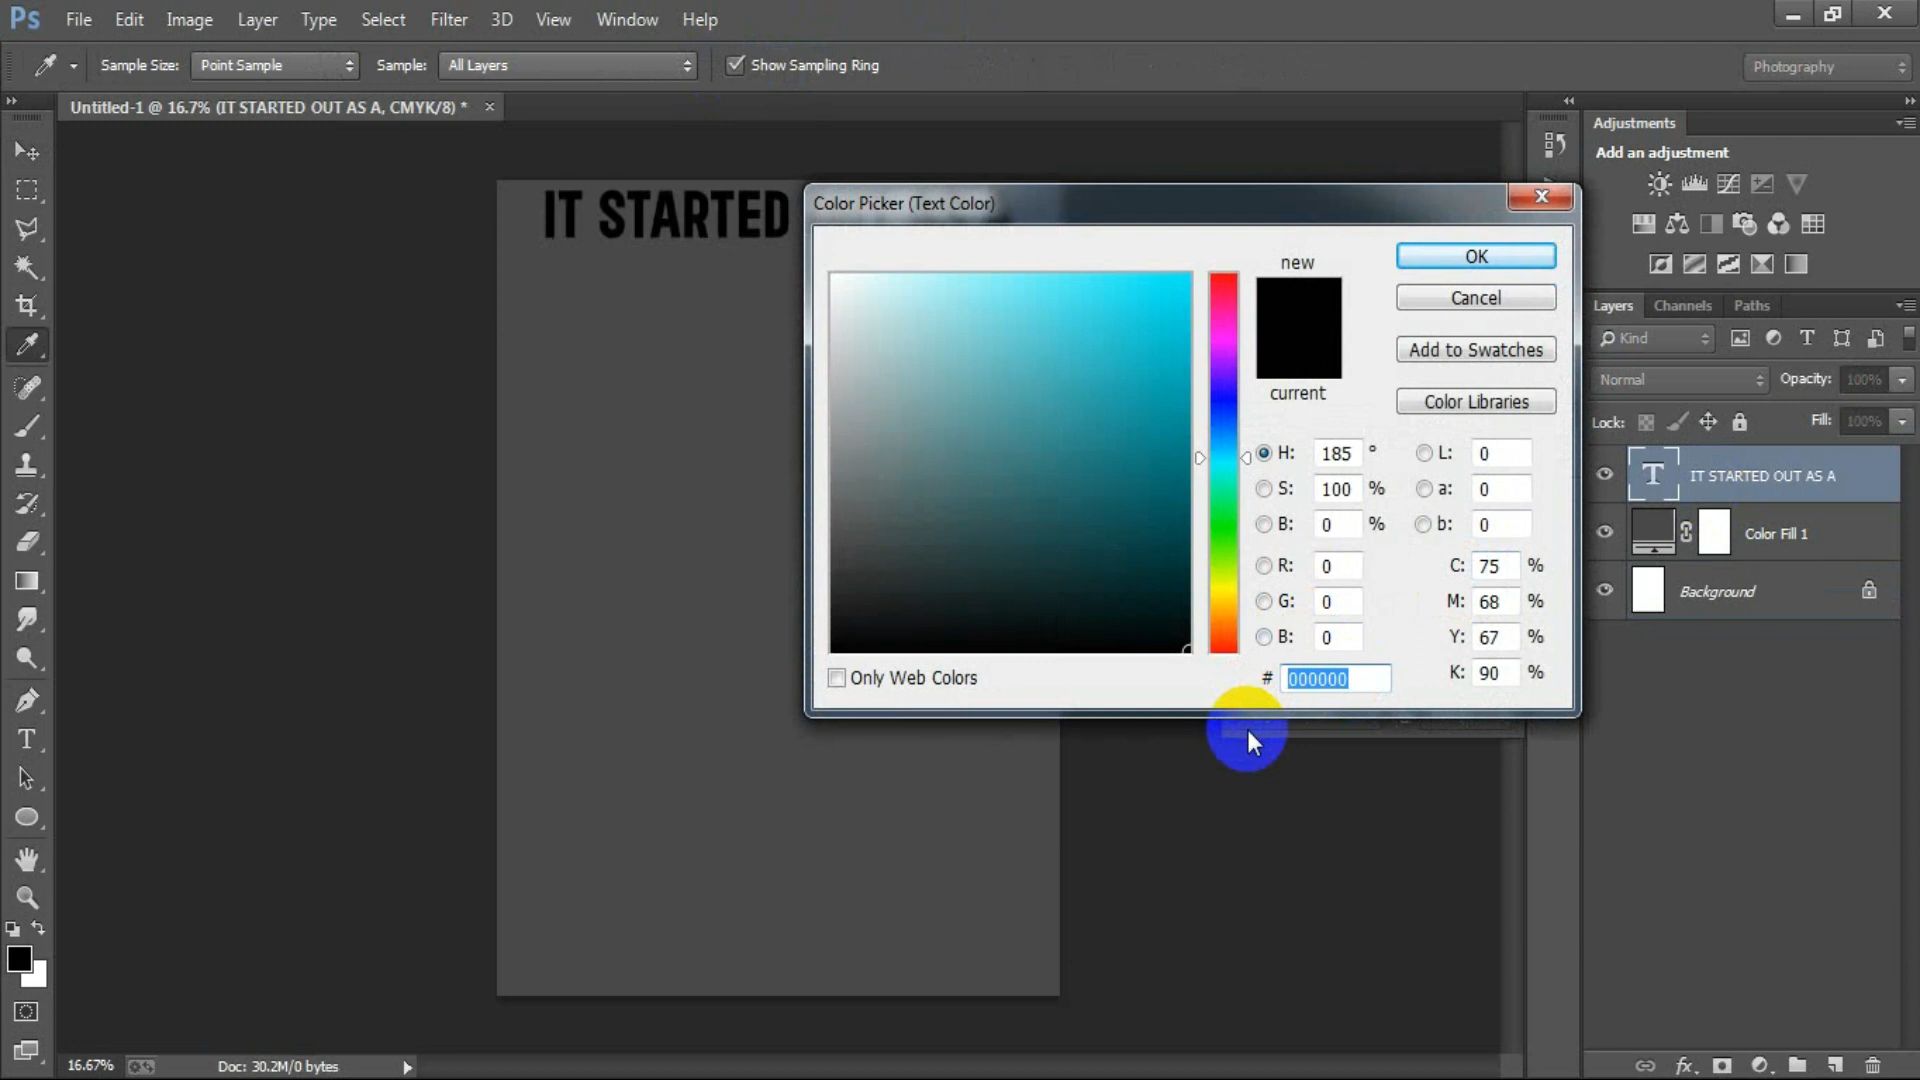 Ps File Edit Image Layer Type Select Filter 3D View Window Help
Sample Size: Point Sample Sample: All Layers Show Sampling Ring Photography
Untitled-1 @ 16.7% (IT STARTED OUT AS A, CMYK/8) * ×
IT STARTED
Color Picker (Text Color)
new
current
OK
Cancel
Add to Swatches
Color Libraries
H: 185 ° L: 0
S: 100 % a: 0
B: 0 % b: 0
R: 0 C: 75 %
G: 0 M: 68 %
B: 0 Y: 67 %
# 000000 K: 90 %
Only Web Colors
Adjustments
Add an adjustment
Layers Channels Paths
Kind
Normal Opacity: 100%
Lock: Fill: 100%
T IT STARTED OUT AS A
Color Fill 1
Background
16.67% Doc: 30.2M/0 bytes